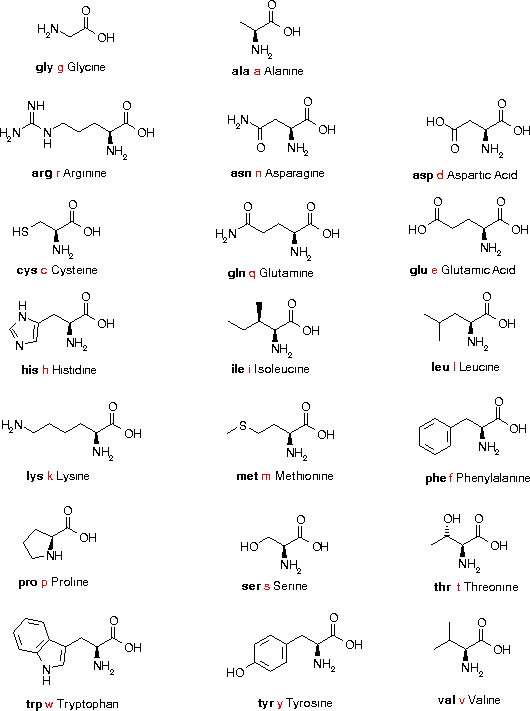 O
H₂N
OH
gly g Glycine
O
OH
NH₂
ala a Alanine
NH
O
H₂N
N
H
OH
NH₂
arg r Arginine
O
H₂N
OH
O
NH₂
asn n Asparagine
O
HO
OH
O
NH₂
asp d Aspartic Acid
O
HS
OH
NH₂
cys c Cysteine
O
O
H₂N
OH
NH₂
gln q Glutamine
O
O
HO
OH
NH₂
glu e Glutamic Acid
O
HN
OH
N
NH₂
his h Histidine
O
OH
NH₂
ile i Isoleucine
O
OH
NH₂
leu l Leucine
O
H₂N
OH
NH₂
lys k Lysine
O
S
OH
NH₂
met m Methionine
O
OH
NH₂
phe f Phenylalanine
O
OH
NH
pro p Proline
O
HO
OH
NH₂
ser s Serine
OH
O
OH
NH₂
thr t Threonine
O
OH
NH₂
N
H
trp w Tryptophan
O
OH
HO
NH₂
tyr y Tyrosine
O
OH
NH₂
val v Valine